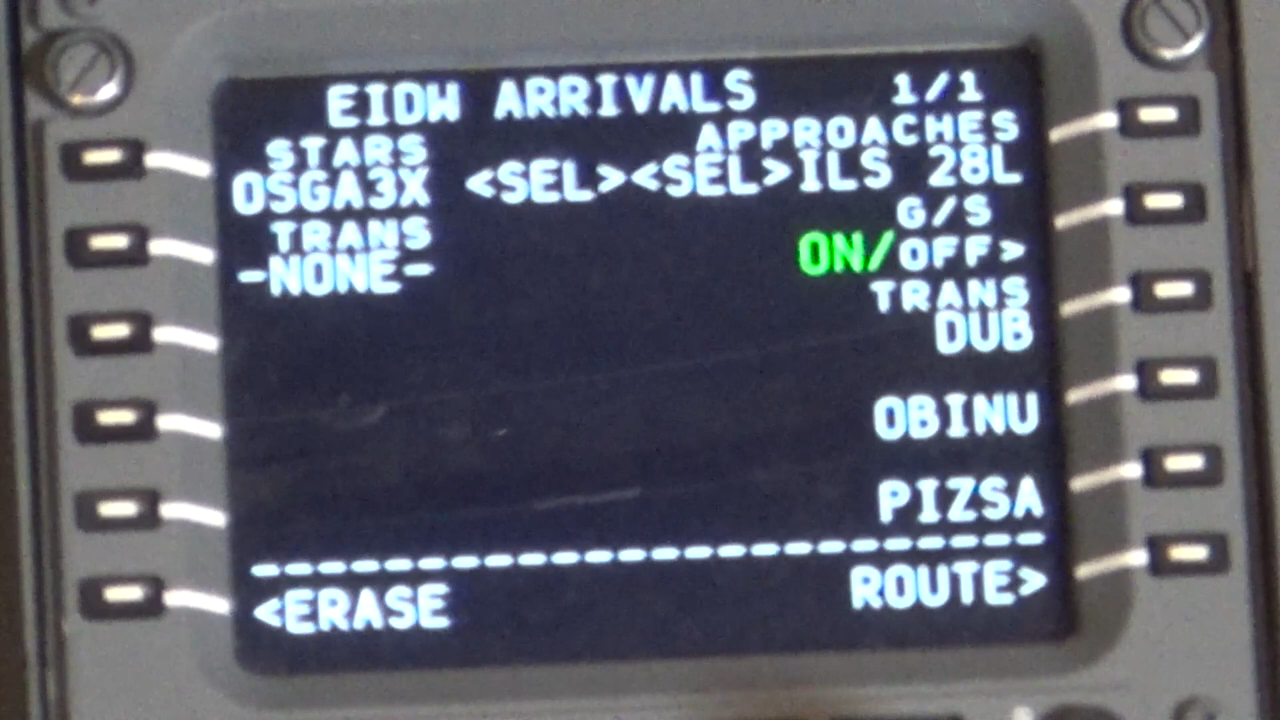 EIDW ARRIVALS 1/1
STARS APPROACHES
OSGA3X <SEL><SEL>ILS 28L
TRANS G/S
-NONE- ON/OFF>
TRANS
DUB
OBINU
PIZSA
------------------------
<ERASE ROUTE>